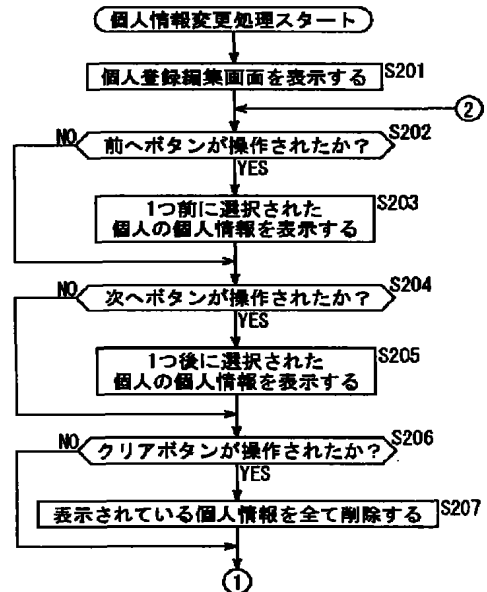 個人情報変更処理スタート
個人登録編集画面を表示する S201
②
NO 前へボタンが操作されたか? S202
YES
1つ前に選択された S203
個人の個人情報を表示する
NO 次へボタンが操作されたか? S204
YES
1つ後に選択された S205
個人の個人情報を表示する
NO クリアボタンが操作されたか? S206
YES
表示されている個人情報を全て削除する S207
①